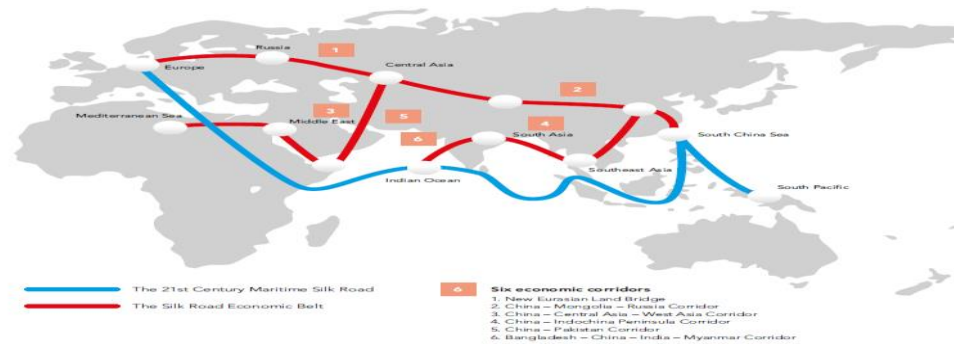 Russia
1
Europe
Central Asia
2
Mediterranean Sea
3
Middle East
5
4
6
South Asia
South China Sea
Indian Ocean
Southeast Asia
South Pacific
The 21st Century Maritime Silk Road
The Silk Road Economic Belt
6
Six economic corridors
1. New Eurasian Land Bridge
2. China – Mongolia – Russia Corridor
3. China – Central Asia – West Asia Corridor
4. China – Indochina Peninsula Corridor
5. China – Pakistan Corridor
6. Bangladesh – China – India – Myanmar Corridor